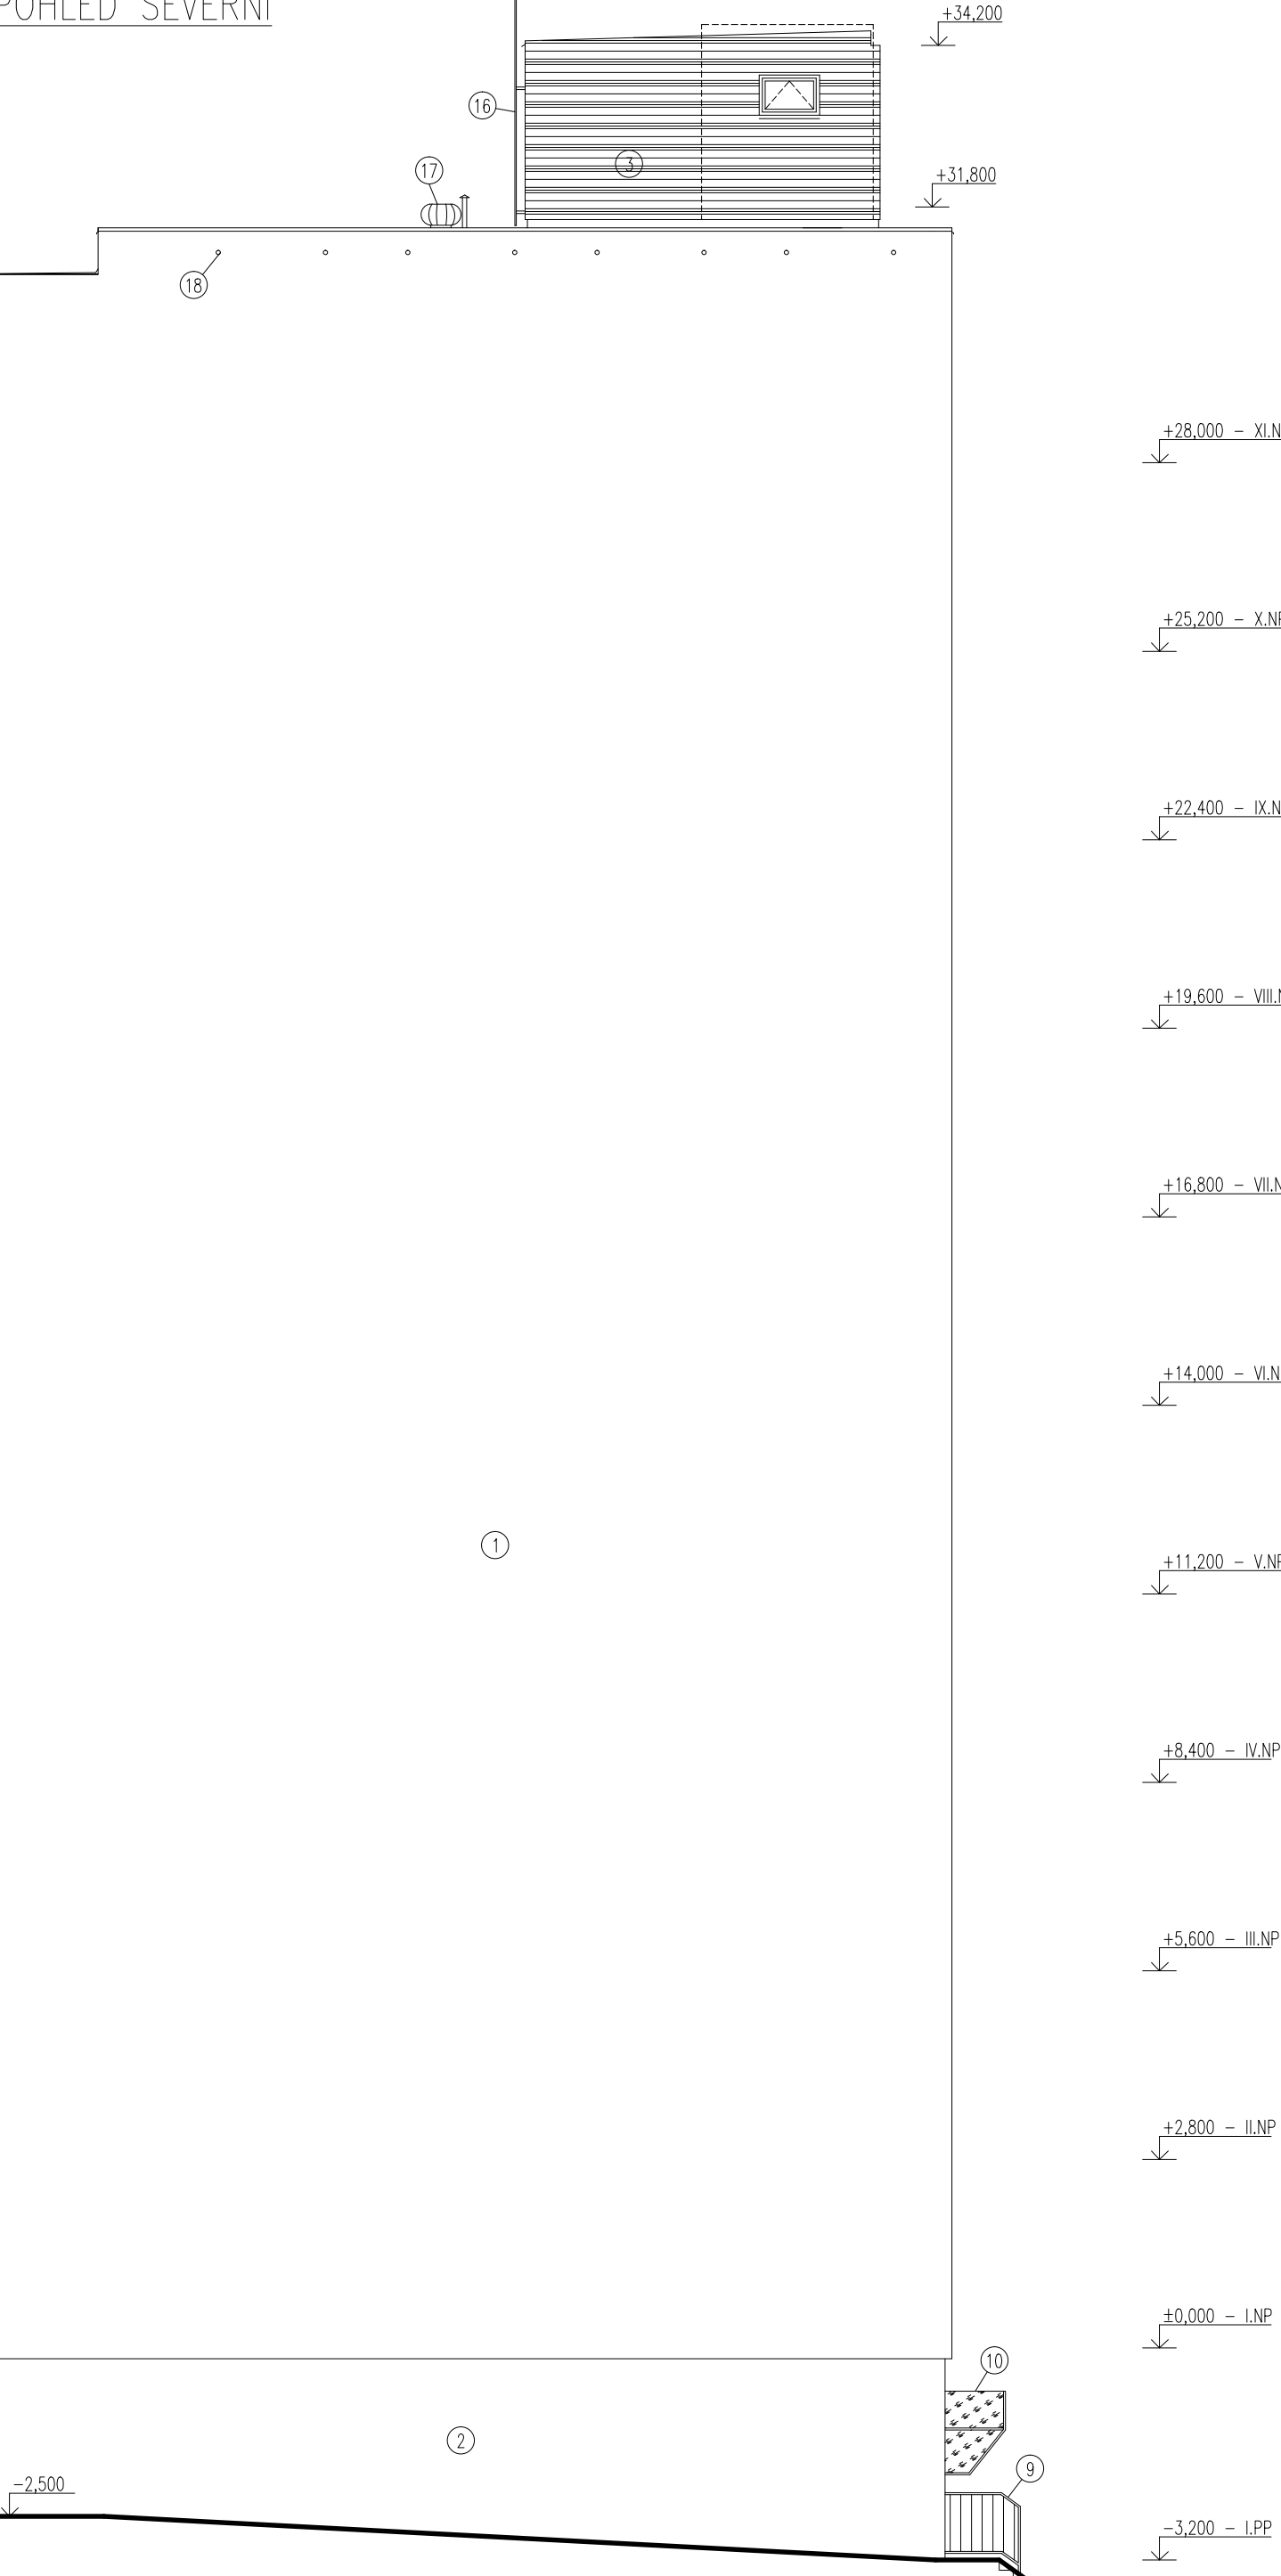 POHLED SEVERNÍ
+34,200
16
3
17
+31,800
18
+28,000 - XI.N
+25,200 - X.NP
+22,400 - IX.N
+19,600 - VIII.N
+16,800 - VII.N
+14,000 - VI.N
1
+11,200 - V.NP
+8,400 - IV.NP
+5,600 - III.NP
+2,800 - II.NP
±0,000 - I.NP
10
2
9
-2,500
-3,200 - I.PP